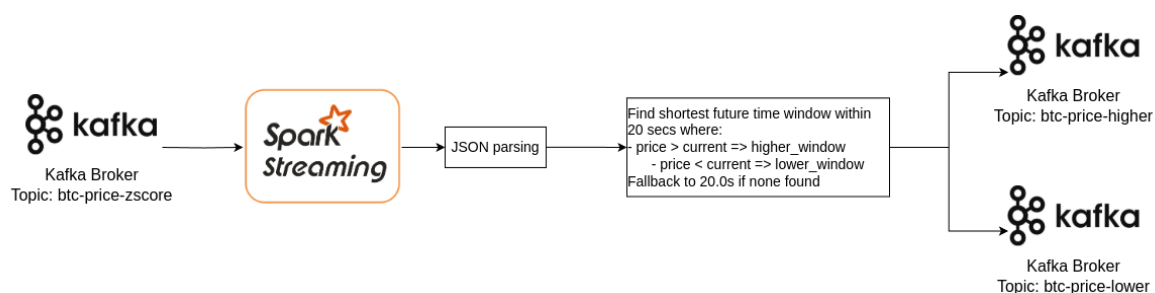 kafka
Kafka Broker
Topic: btc-price-zscore
Spark
Streaming
JSON parsing
Find shortest future time window within
20 secs where:
- price > current => higher_window
- price < current => lower_window
Fallback to 20.0s if none found
kafka
Kafka Broker
Topic: btc-price-higher
kafka
Kafka Broker
Topic: btc-price-lower